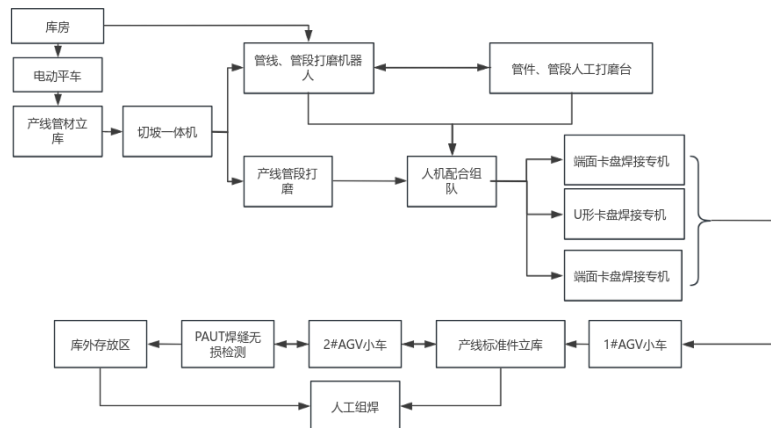 库房
管线、管段打磨机器
人
管件、管段人工打磨台
电动平车
产线管材立
库
切坡一体机
产线管段打
磨
人机配合组
队
端面卡盘焊接专机
U形卡盘焊接专机
端面卡盘焊接专机
库外存放区
PAUT焊缝无
损检测
2#AGV小车
产线标准件立库
1#AGV小车
人工组焊